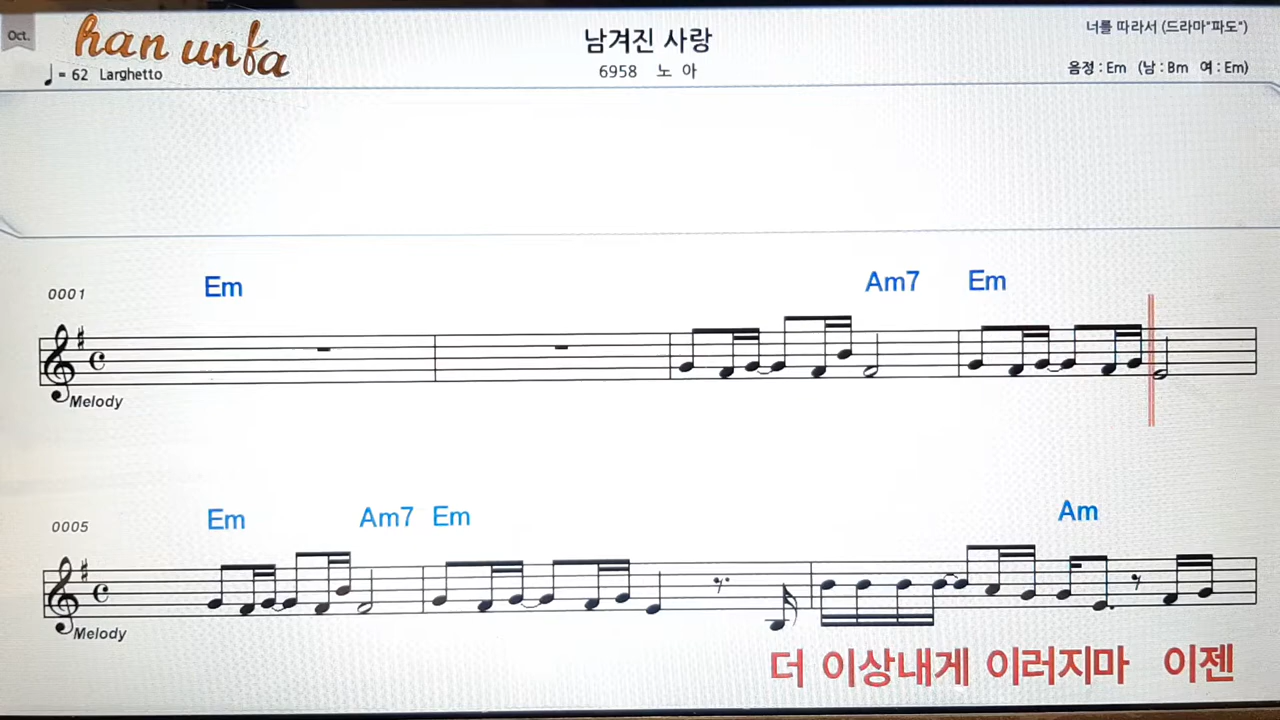 Oct.
han unfa
남겨진 사랑
너를 따라서 (드라마"파도")
♩= 62 Larghetto
6958 노 아
음정 : Em (남 : Bm 여 : Em)
0001
Em
Am7
Em
Melody
0005
Em
Am7
Em
Am
Melody
더 이상내게 이러지마 이젠